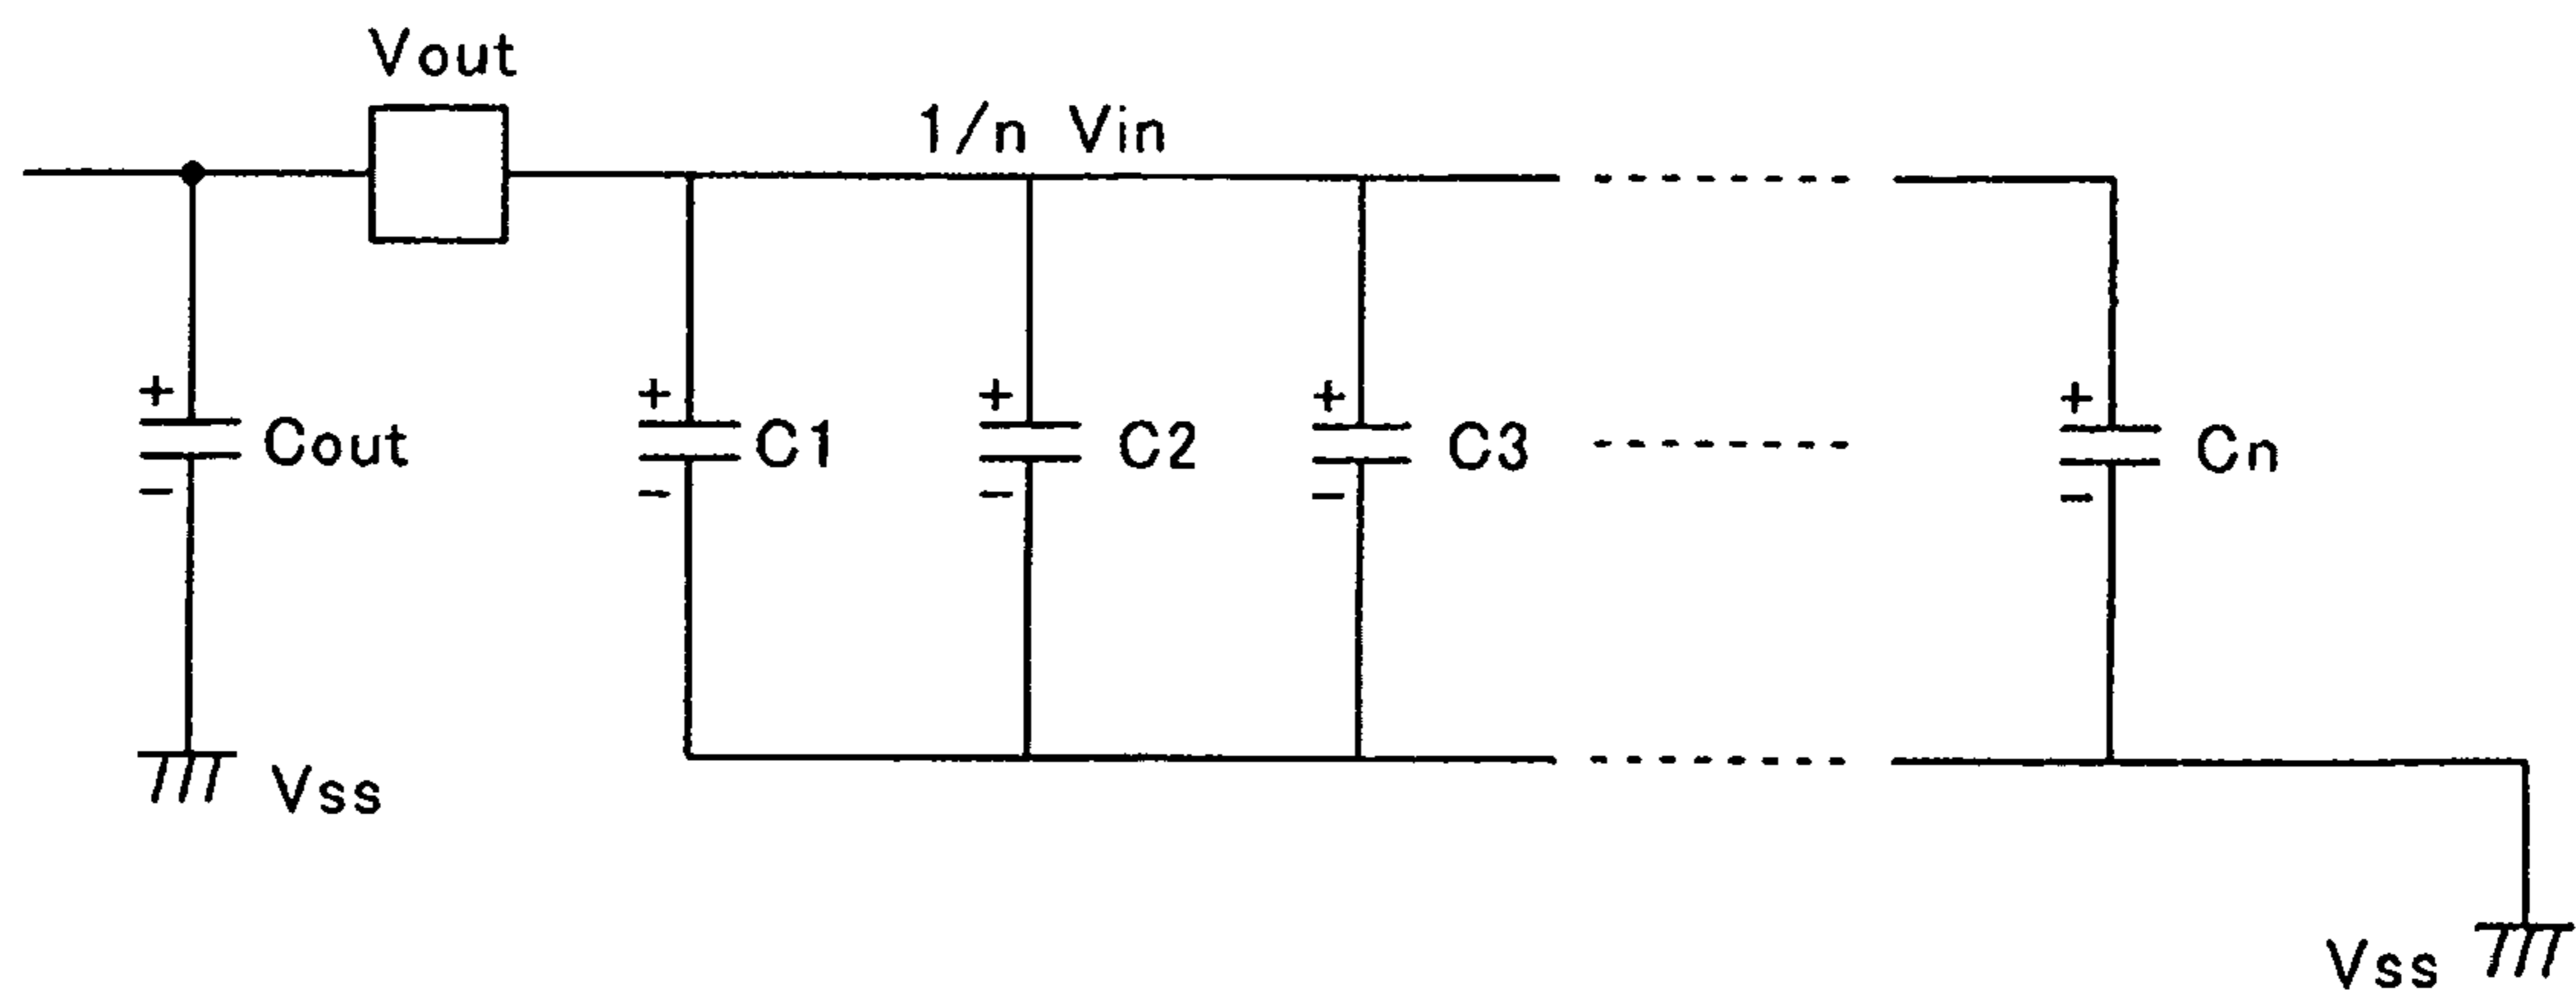 Vout
1/n Vin
+ + + + +
Cout C1 C2 C3 Cn
- - - - -
Vss
Vss